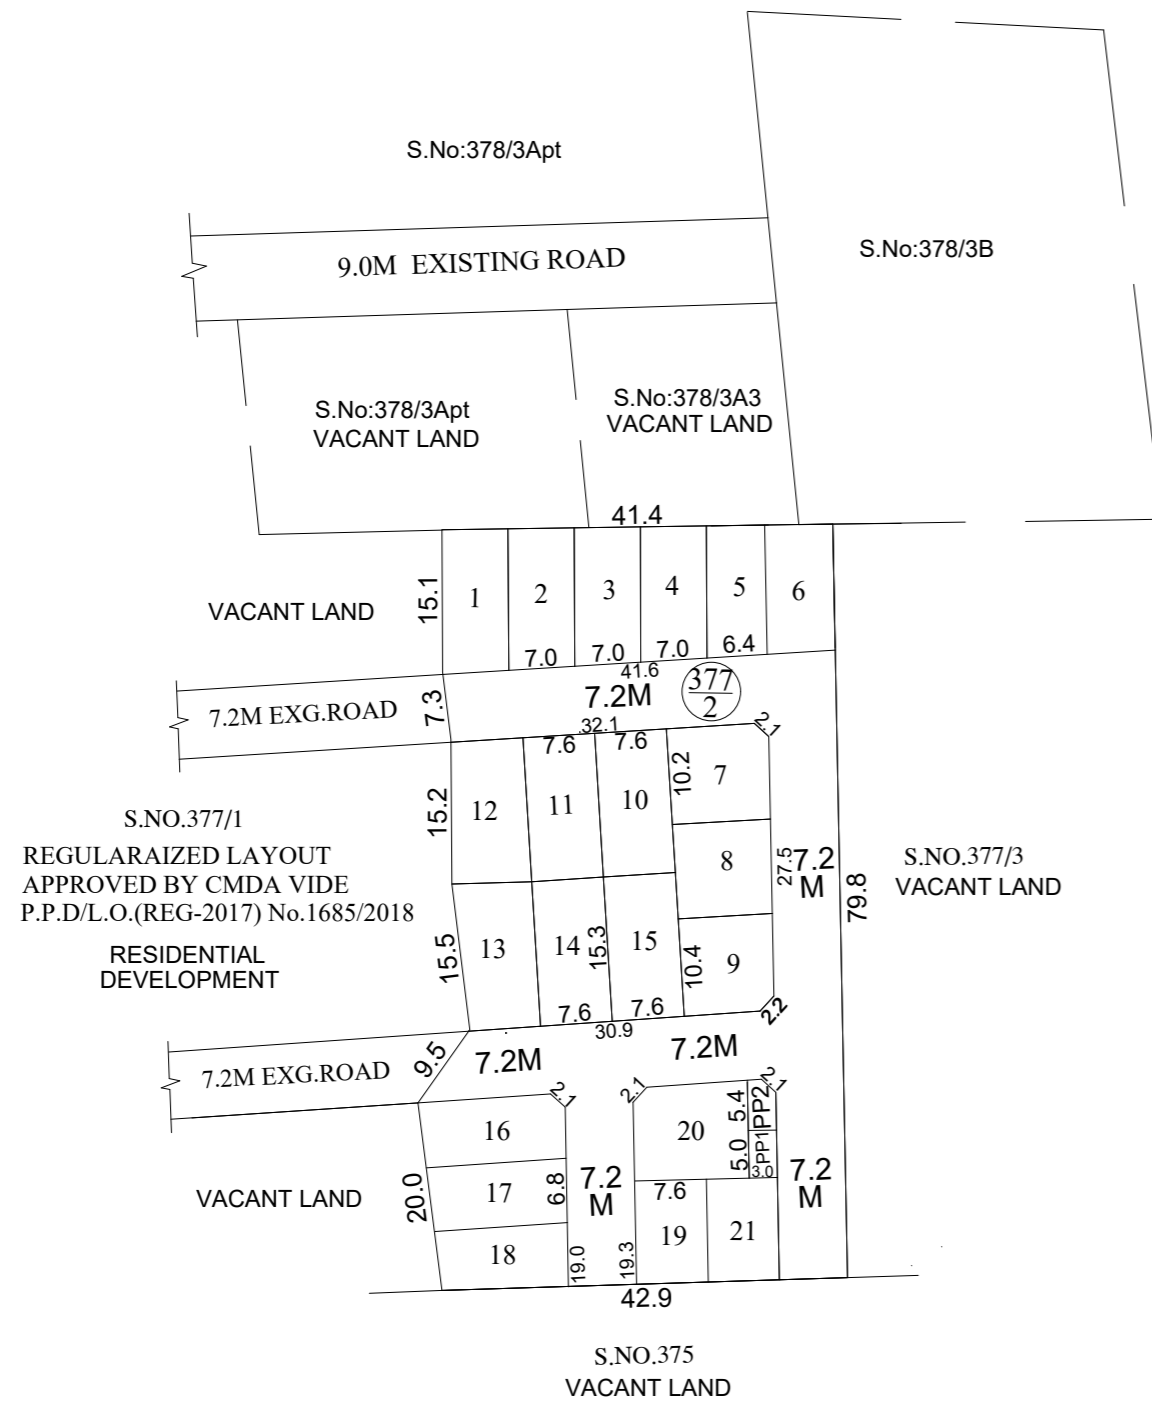 S.No:378/3Apt
S.No:378/3B
9.0M EXISTING ROAD
S.No:378/3Apt
VACANT LAND
S.No:378/3A3
VACANT LAND
41.4
15.1
1
2
3
4
5
6
VACANT LAND
7.0
7.0
7.0
6.4
41.6
7.2M
377
2
7.2M EXG.ROAD
7.3
32.1
2.1
7.6
7.6
10.2
7
15.2
12
11
10
S.NO.377/1
REGULARAIZED LAYOUT
APPROVED BY CMDA VIDE
P.P.D/L.O.(REG-2017) No.1685/2018
RESIDENTIAL
DEVELOPMENT
8
27.5
7.2
M
79.8
S.NO.377/3
VACANT LAND
15.5
13
14
15.3
15
10.4
9
7.6
7.6
2.2
30.9
7.2M
7.2M
9.5
7.2M EXG.ROAD
2.1
2.1
2.1
16
20
5.4
PP2
5.0
PP1
3.0
VACANT LAND
20.0
17
6.8
7.2
M
7.6
7.2
M
18
19.0
19.3
19
21
42.9
S.NO.375
VACANT LAND